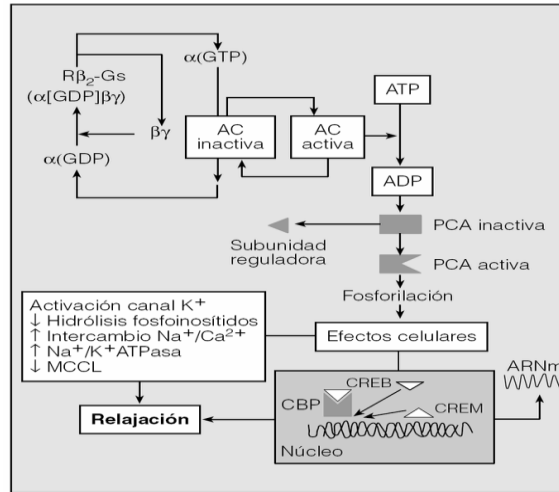 α(GTP)
Rβ₂-Gs
(α[GDP]βγ)
βγ
α(GDP)
AC
inactiva
AC
activa
ATP
ADP
PCA inactiva
Subunidad
reguladora
PCA activa
Fosforilación
Activación canal K⁺
↓ Hidrólisis fosfoinosítidos
↑ Intercambio Na⁺/Ca²⁺
↑ Na⁺/K⁺ATPasa
↓ MCCL
Efectos celulares
Relajación
CREB
CBP
CREM
Núcleo
ARNm